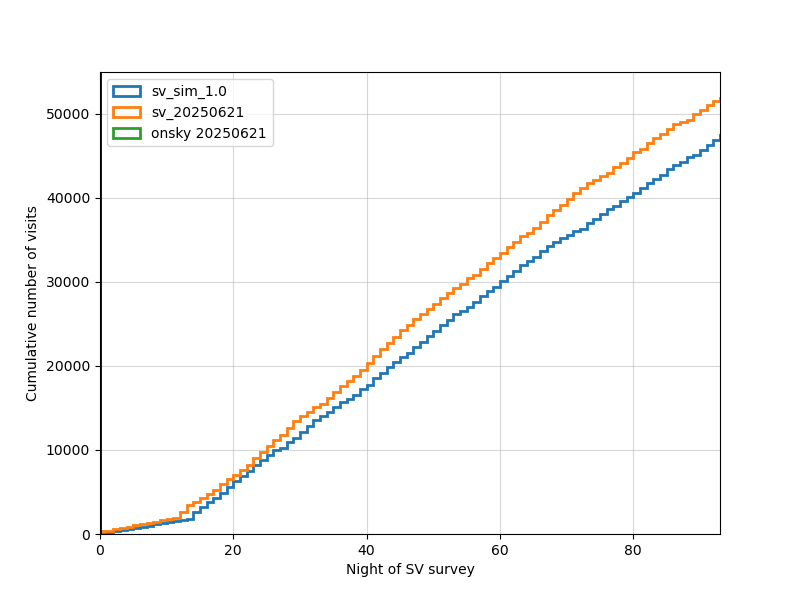 sv_sim_1.0
sv_20250621
onsky 20250621
Cumulative number of visits
50000
40000
30000
20000
10000
0
0 20 40 60 80
Night of SV survey